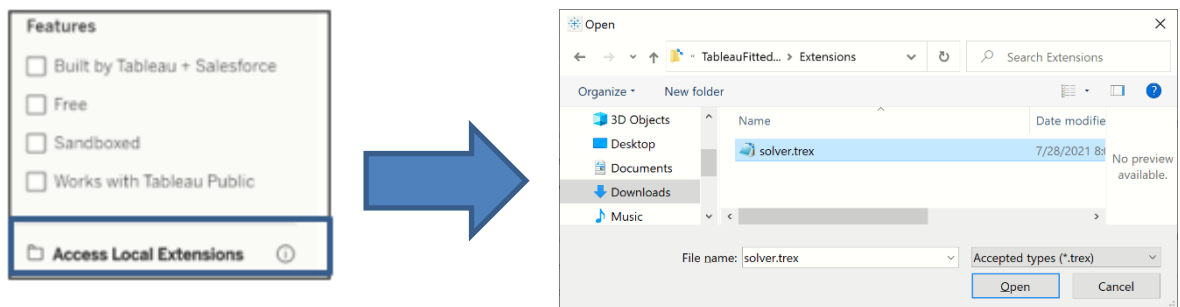 Features
Built by Tableau + Salesforce
Free
Sandboxed
Works with Tableau Public
Access Local Extensions
Open
TableauFitted... > Extensions
Search Extensions
Organize
New folder
3D Objects
Desktop
Documents
Downloads
Music
Name
Date modifie
solver.trex
7/28/2021 8:
No preview
available.
File name: solver.trex
Accepted types (*.trex)
Open
Cancel